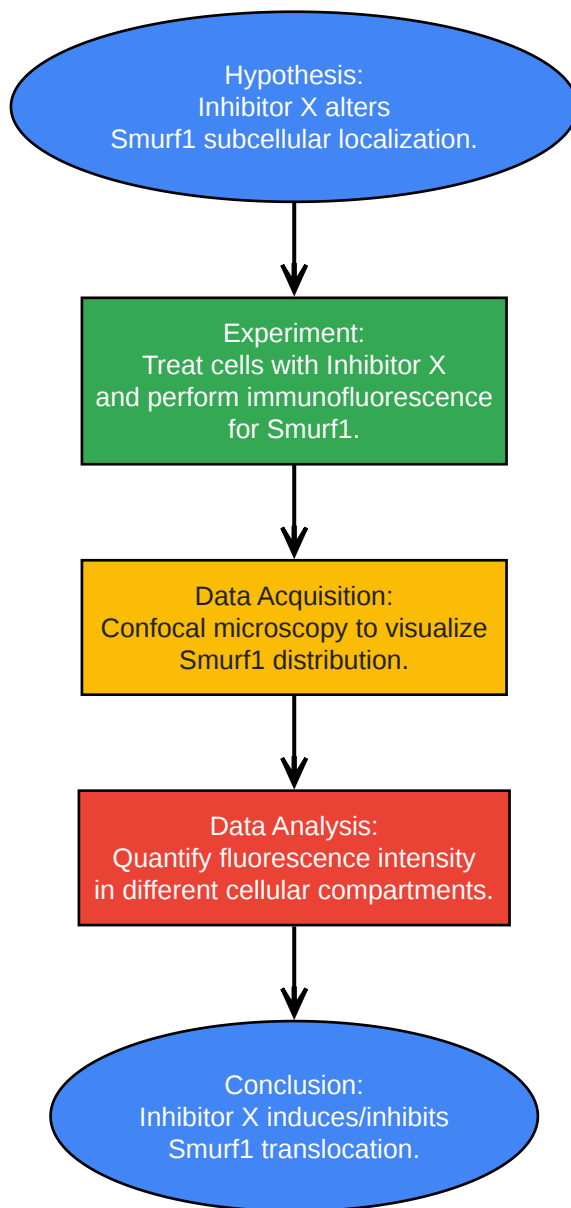 Hypothesis:
Inhibitor X alters
Smurf1 subcellular localization.
Experiment:
Treat cells with Inhibitor X
and perform immunofluorescence
for Smurf1.
Data Acquisition:
Confocal microscopy to visualize
Smurf1 distribution.
Data Analysis:
Quantify fluorescence intensity
in different cellular compartments.
Conclusion:
Inhibitor X induces/inhibits
Smurf1 translocation.